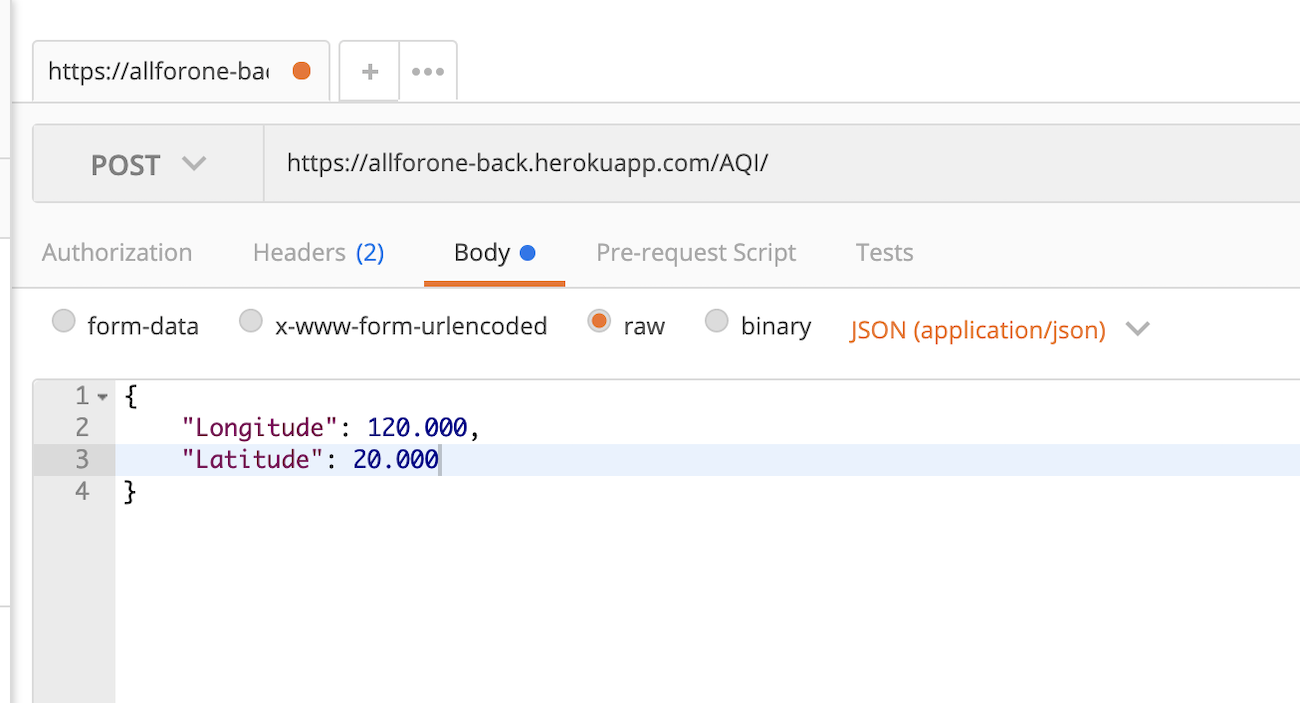 https://allforone-bac
POST https://allforone-back.herokuapp.com/AQI/
Authorization Headers (2) Body Pre-request Script Tests
form-data x-www-form-urlencoded raw binary JSON (application/json)
1 {
2 "Longitude": 120.000,
3 "Latitude": 20.000
4 }